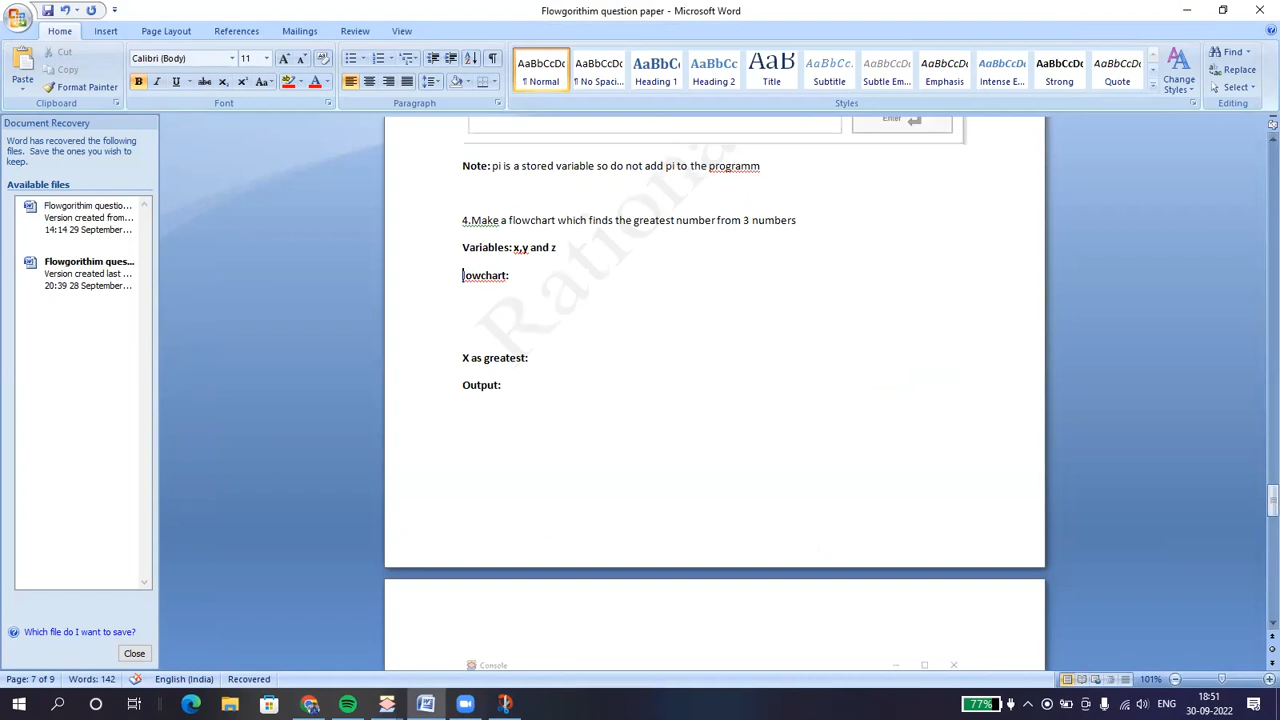 Flowgorithim question paper - Microsoft Word
Home Insert Page Layout References Mailings Review View
Cut
Copy
Format Painter
Paste
Clipboard
Calibri (Body) 11
Font
Paragraph
AaBbCcDc AaBbCcDc AaBbC AaBbCc AaB AaBbCc. AaBbCcDc AaBbCcDc AaBbCcDc AaBbCcDc AaBbCcDc
¶ Normal ¶ No Spaci... Heading 1 Heading 2 Title Subtitle Subtle Em... Emphasis Intense E... Strong Quote
Change Styles
Styles
Find
Replace
Select
Editing
Document Recovery
Word has recovered the following
files. Save the ones you wish to
keep.
Available files
Flowgorithim questio...
Version created from...
14:14 29 September...
Flowgorithim ques...
Version created last ...
20:39 28 September...
Which file do I want to save?
Close
Enter
Note: pi is a stored variable so do not add pi to the programm
4.Make a flowchart which finds the greatest number from 3 numbers
Variables: x,y and z
lowchart:
X as greatest:
Output:
Rationa
Console
Page: 7 of 9 Words: 142 English (India) Recovered 101%
77% 18:51
30-09-2022